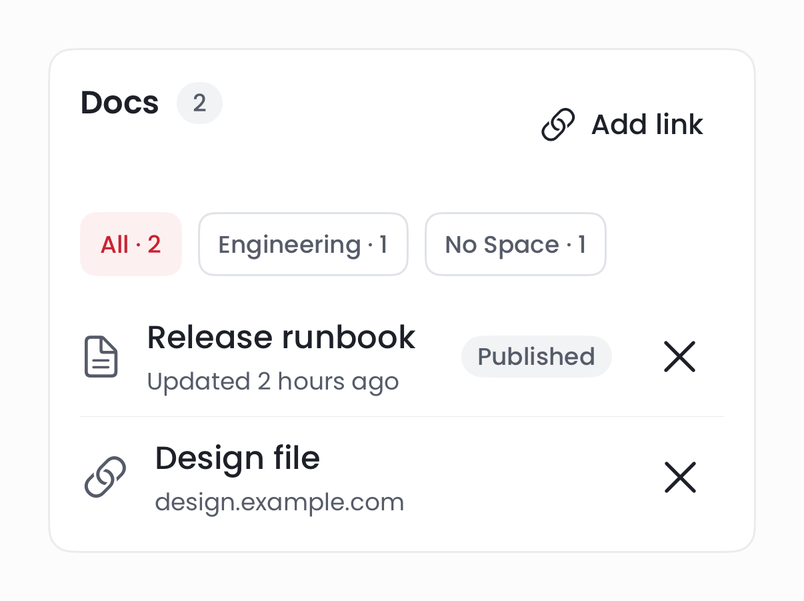 Docs 2
Add link
All · 2 Engineering · 1 No Space · 1
Release runbook
Published
Updated 2 hours ago
Design file
design.example.com